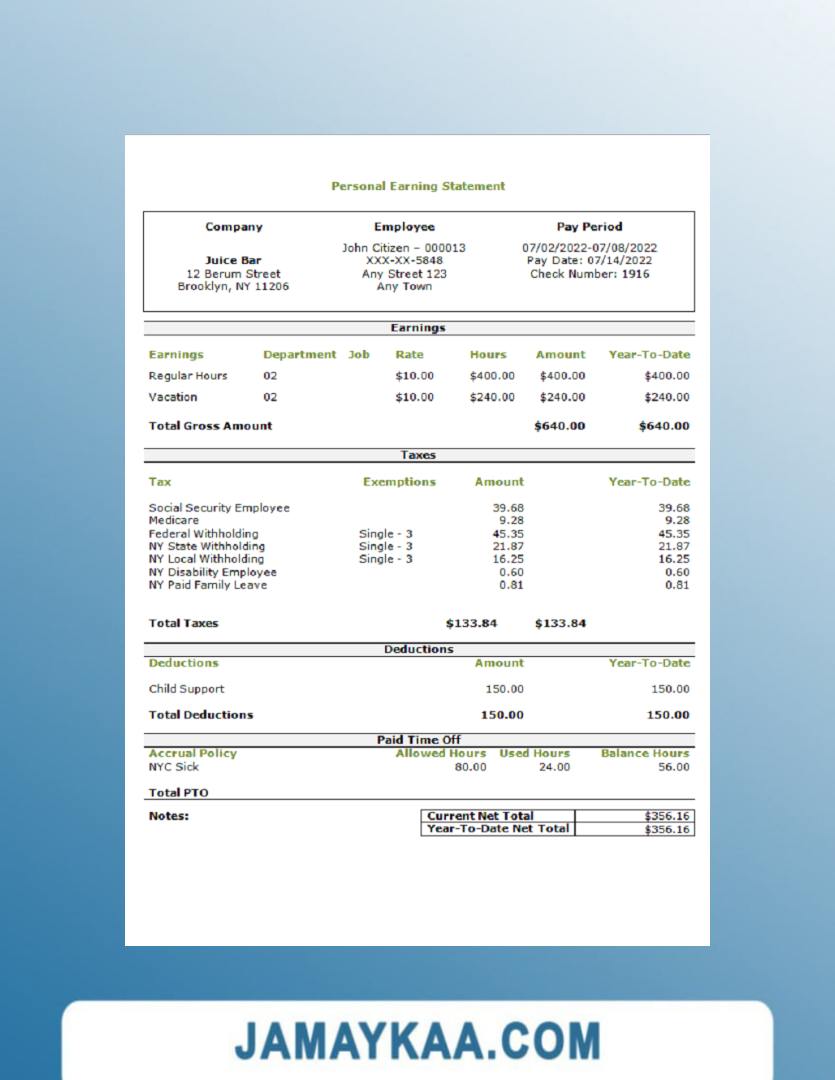 Personal Earning Statement
Company Employee Pay Period
John Citizen – 000013 07/02/2022-07/08/2022
Juice Bar XXX-XX-5848 Pay Date: 07/14/2022
12 Berum Street Any Street 123 Check Number: 1916
Brooklyn, NY 11206 Any Town
Earnings
Earnings Department Job Rate Hours Amount Year-To-Date
Regular Hours 02 $10.00 $400.00 $400.00 $400.00
Vacation 02 $10.00 $240.00 $240.00 $240.00
Total Gross Amount $640.00 $640.00
Taxes
Tax Exemptions Amount Year-To-Date
Social Security Employee 39.68 39.68
Medicare 9.28 9.28
Federal Withholding Single - 3 45.35 45.35
NY State Withholding Single - 3 21.87 21.87
NY Local Withholding Single - 3 16.25 16.25
NY Disability Employee 0.60 0.60
NY Paid Family Leave 0.81 0.81
Total Taxes $133.84 $133.84
Deductions
Deductions Amount Year-To-Date
Child Support 150.00 150.00
Total Deductions 150.00 150.00
Paid Time Off
Accrual Policy Allowed Hours Used Hours Balance Hours
NYC Sick 80.00 24.00 56.00
Total PTO
Notes: Current Net Total $356.16
Year-To-Date Net Total $356.16
JAMAYKAA.COM